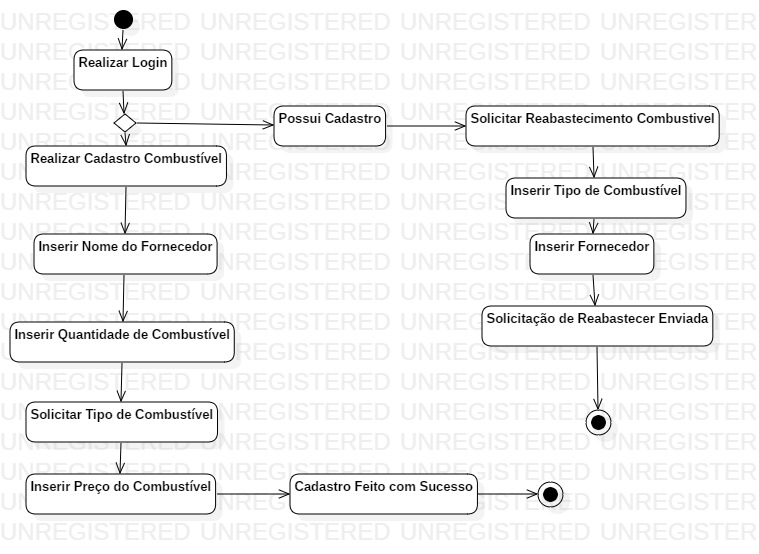 Realizar Login
Possui Cadastro
Solicitar Reabastecimento Combustivel
Realizar Cadastro Combustível
Inserir Tipo de Combustível
Inserir Nome do Fornecedor
Inserir Fornecedor
Solicitação de Reabastecer Enviada
Inserir Quantidade de Combustível
Solicitar Tipo de Combustível
Inserir Preço do Combustível
Cadastro Feito com Sucesso
UNREGISTERED